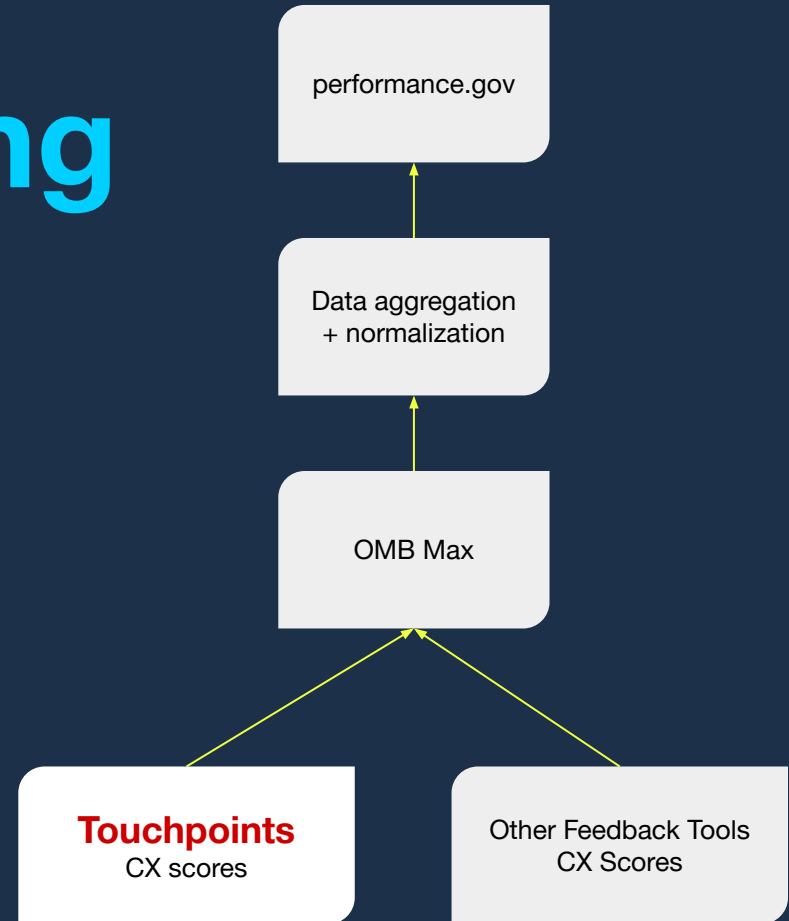 ng
performance.gov
Data aggregation
+ normalization
OMB Max
Touchpoints
CX scores
Other Feedback Tools
CX Scores